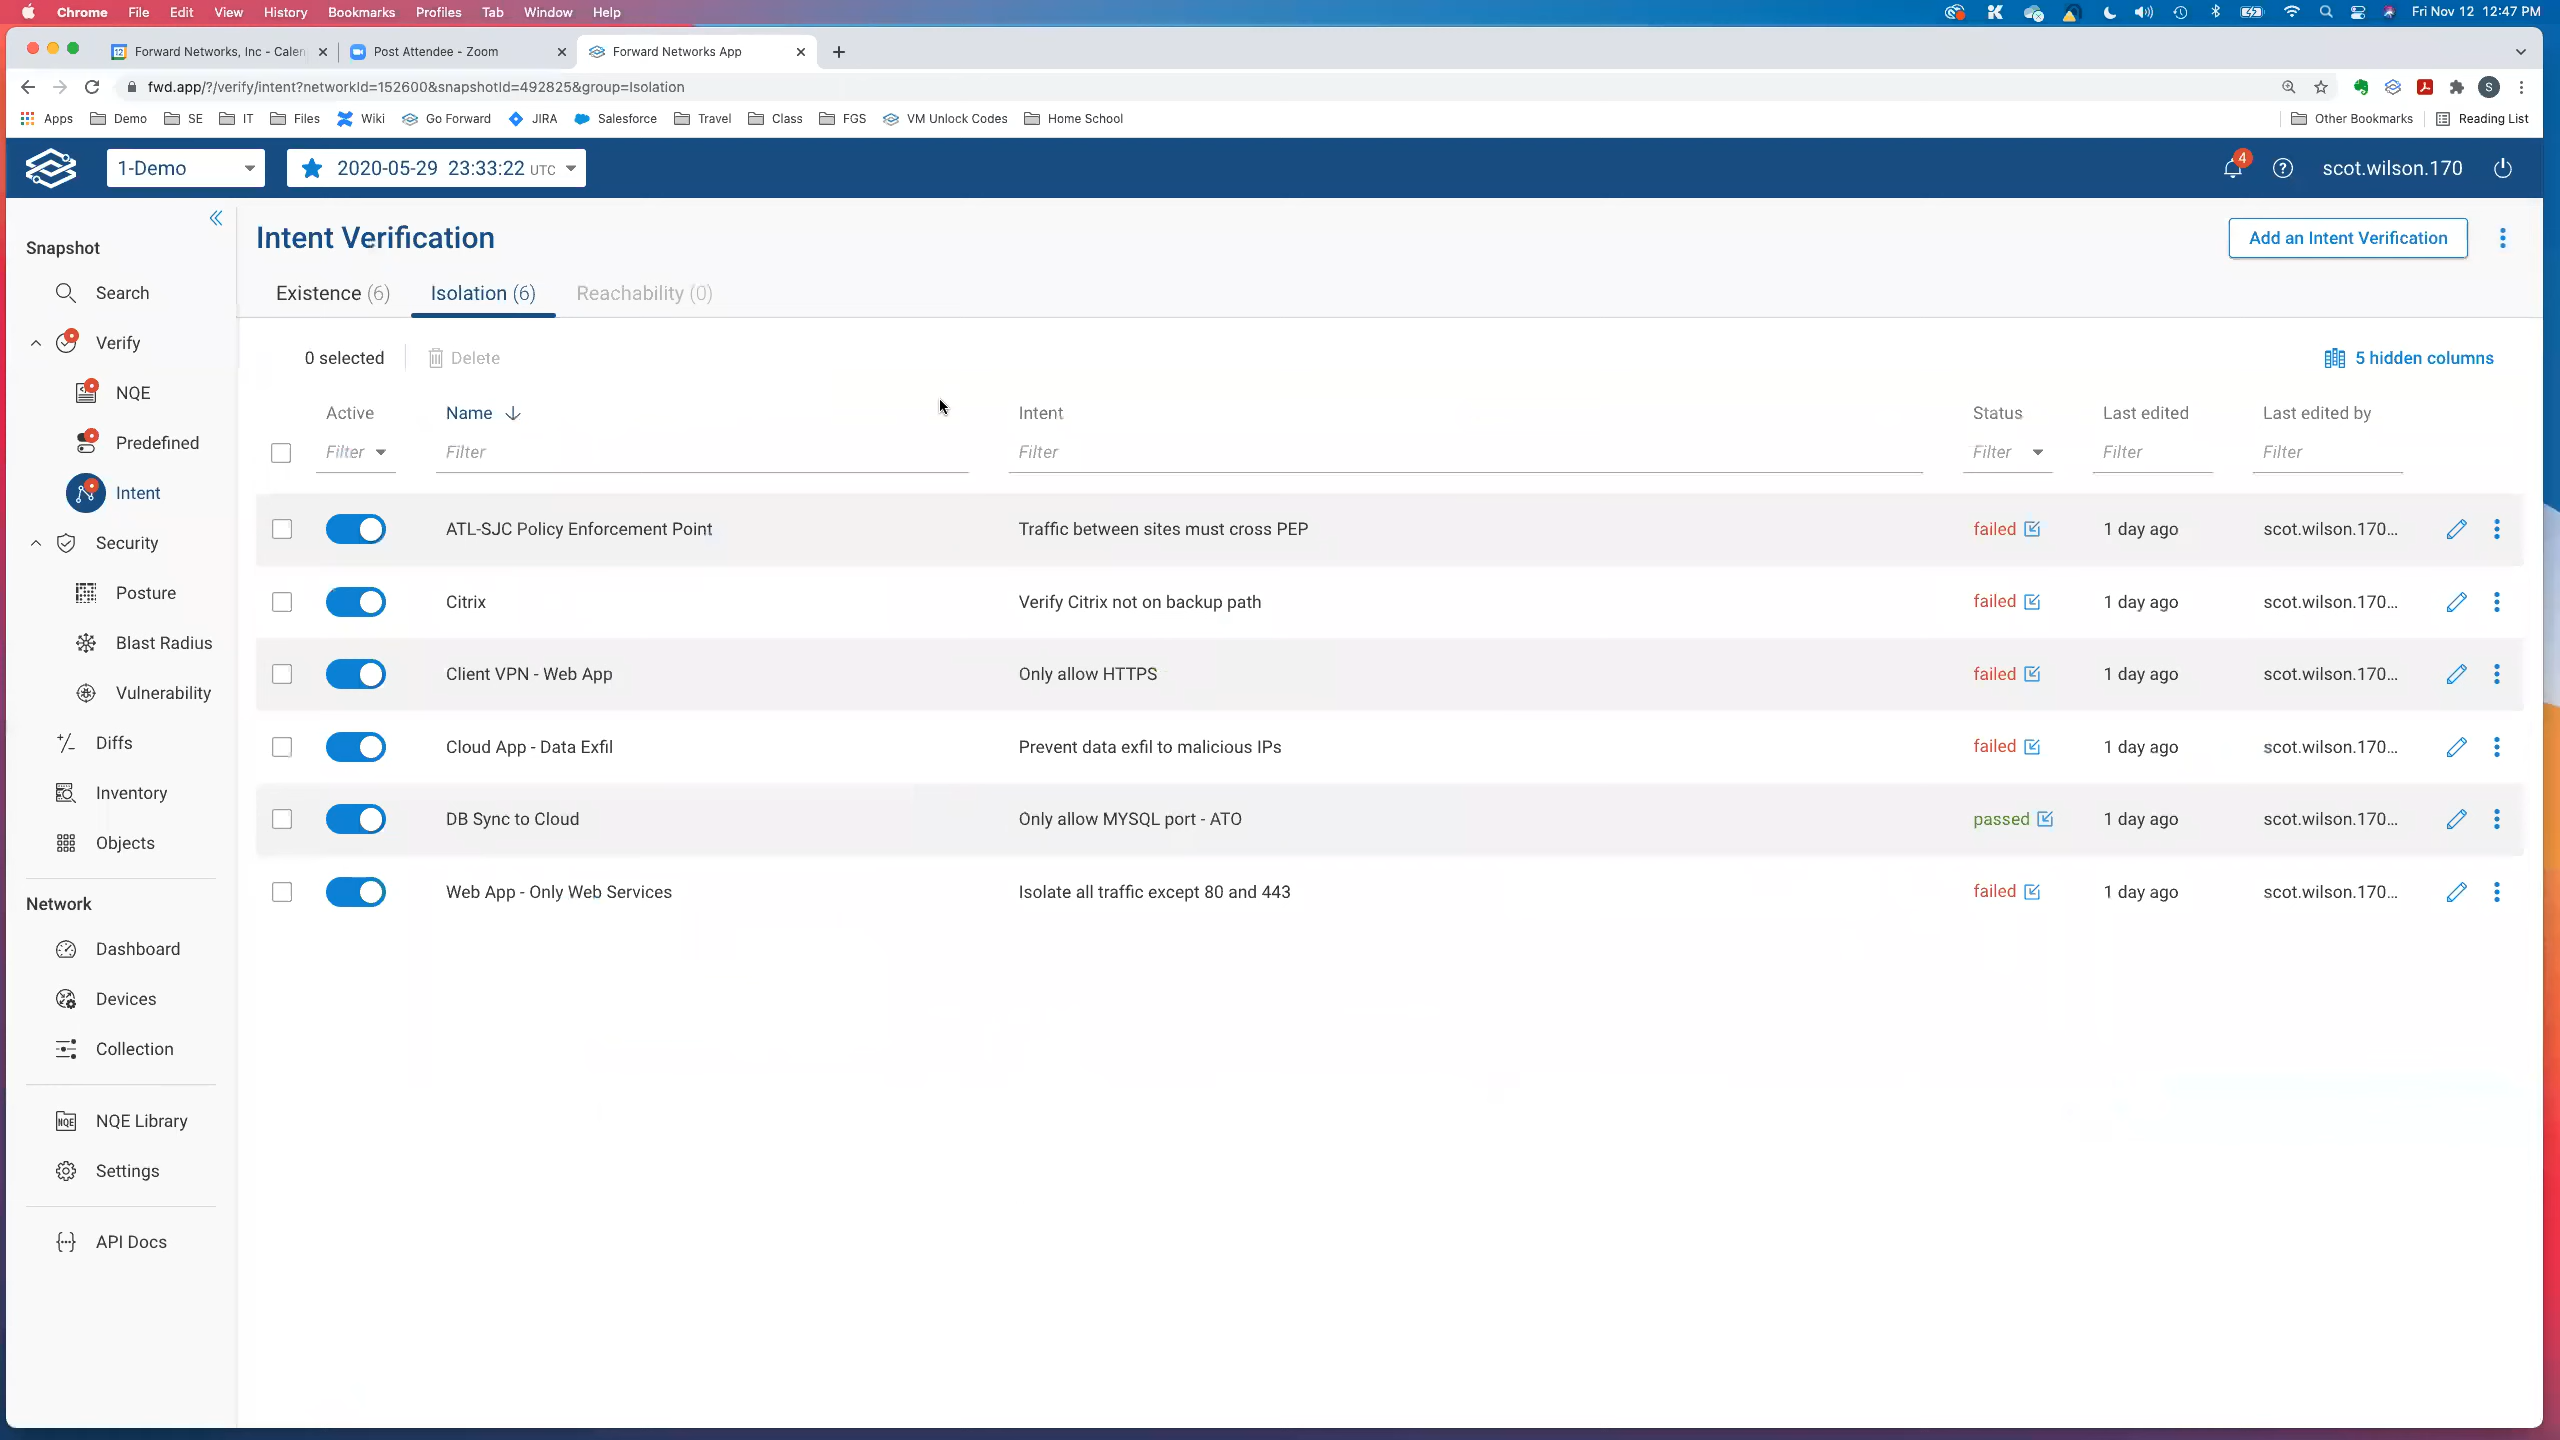 Chrome File Edit View History Bookmarks Profiles Tab Window Help Fri Nov 12 12:47 PM
Forward Networks, Inc - Calen Post Attendee - Zoom Forward Networks App
fwd.app/?/verify/intent?networkId=152600&snapshotId=492825&group=Isolation S
Apps Demo SE IT Files Wiki Go Forward JIRA Salesforce Travel Class FGS VM Unlock Codes Home School Other Bookmarks Reading List
1-Demo 2020-05-29 23:33:22 UTC 4 scot.wilson.170
Snapshot
Search
Verify
NQE
Predefined
Intent
Security
Posture
Blast Radius
Vulnerability
Diffs
Inventory
Objects
Network
Dashboard
Devices
Collection
NQE Library
Settings
API Docs
Intent Verification Add an Intent Verification
Existence (6) Isolation (6) Reachability (0)
0 selected Delete 5 hidden columns
Active Name Intent Status Last edited Last edited by
Filter Filter Filter Filter Filter Filter
ATL-SJC Policy Enforcement Point Traffic between sites must cross PEP failed 1 day ago scot.wilson.170...
Citrix Verify Citrix not on backup path failed 1 day ago scot.wilson.170...
Client VPN - Web App Only allow HTTPS failed 1 day ago scot.wilson.170...
Cloud App - Data Exfil Prevent data exfil to malicious IPs failed 1 day ago scot.wilson.170...
DB Sync to Cloud Only allow MYSQL port - ATO passed 1 day ago scot.wilson.170...
Web App - Only Web Services Isolate all traffic except 80 and 443 failed 1 day ago scot.wilson.170...